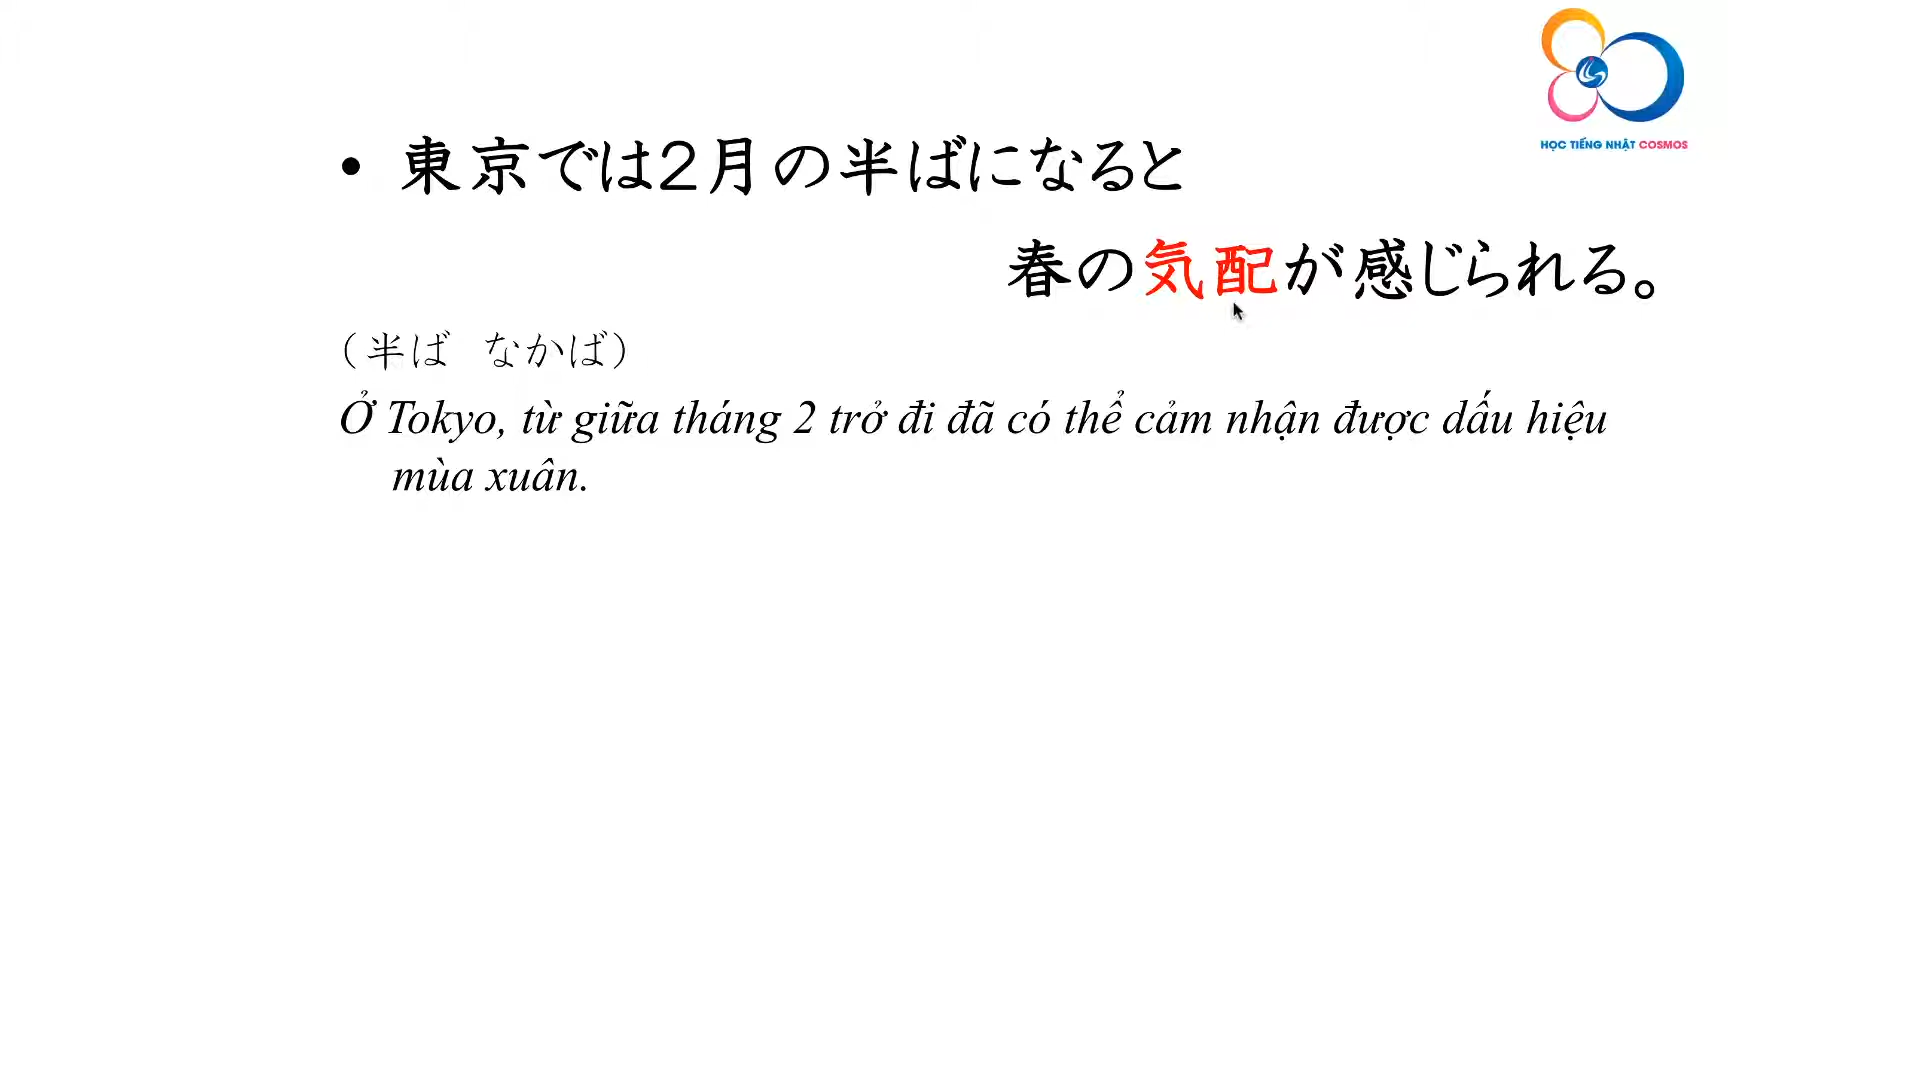 HỌC TIẾNG NHẬT COSMOS
• 東京では2月の半ばになると
春の気配が感じられる。
（半ば　なかば）
Ở Tokyo, từ giữa tháng 2 trở đi đã có thể cảm nhận được dấu hiệu
mùa xuân.